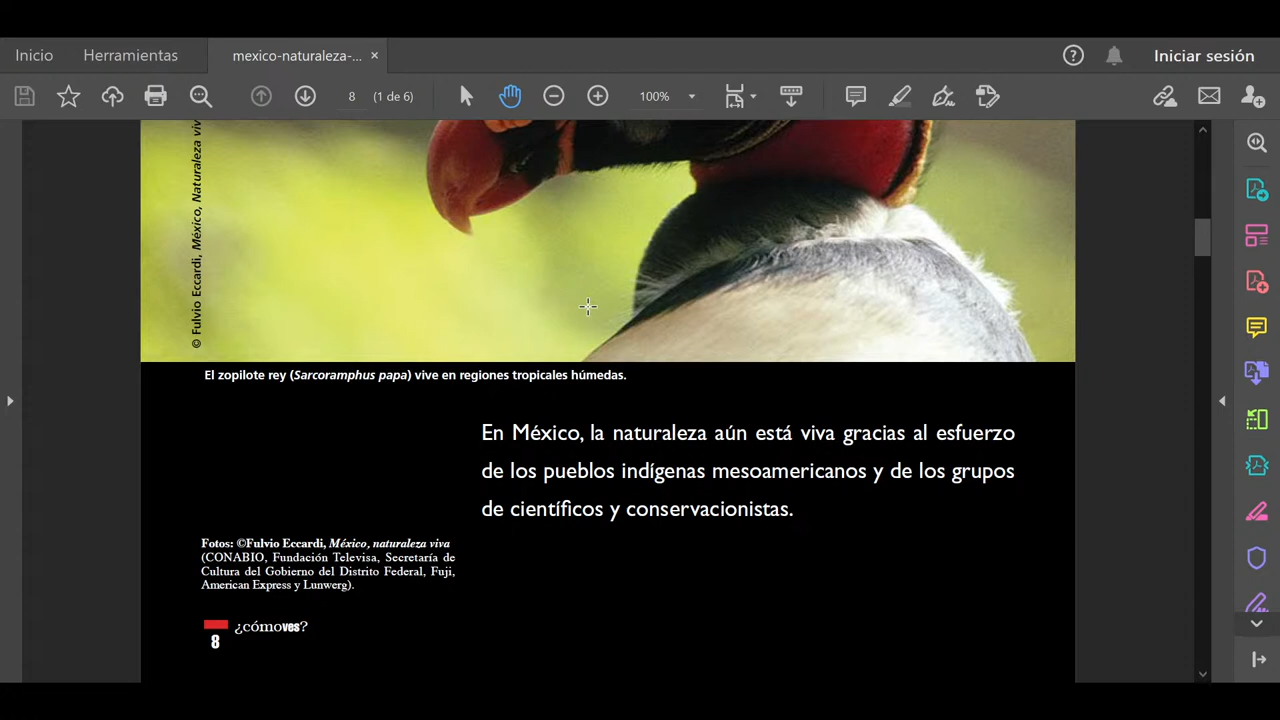 Inicio
Herramientas
mexico-naturaleza-...
Iniciar sesión
8
(1 de 6)
100%
© Fulvio Eccardi, México, Naturaleza viv
El zopilote rey (Sarcoramphus papa) vive en regiones tropicales húmedas.
En México, la naturaleza aún está viva gracias al esfuerzo
de los pueblos indígenas mesoamericanos y de los grupos
de científicos y conservacionistas.
Fotos: ©Fulvio Eccardi, México, naturaleza viva
(CONABIO, Fundación Televisa, Secretaría de
Cultura del Gobierno del Distrito Federal, Fuji,
American Express y Lunwerg).
¿cómoves?
8